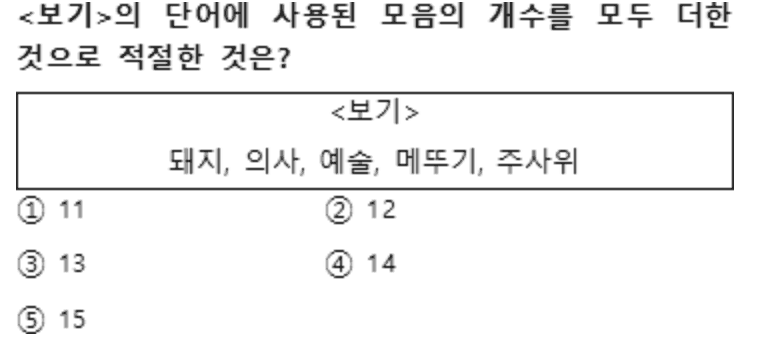 <보기>의 단어에 사용된 모음의 개수를 모두 더한
것으로 적절한 것은?
<보기>
돼지, 의사, 예술, 메뚜기, 주사위
① 11 ② 12
③ 13 ④ 14
⑤ 15